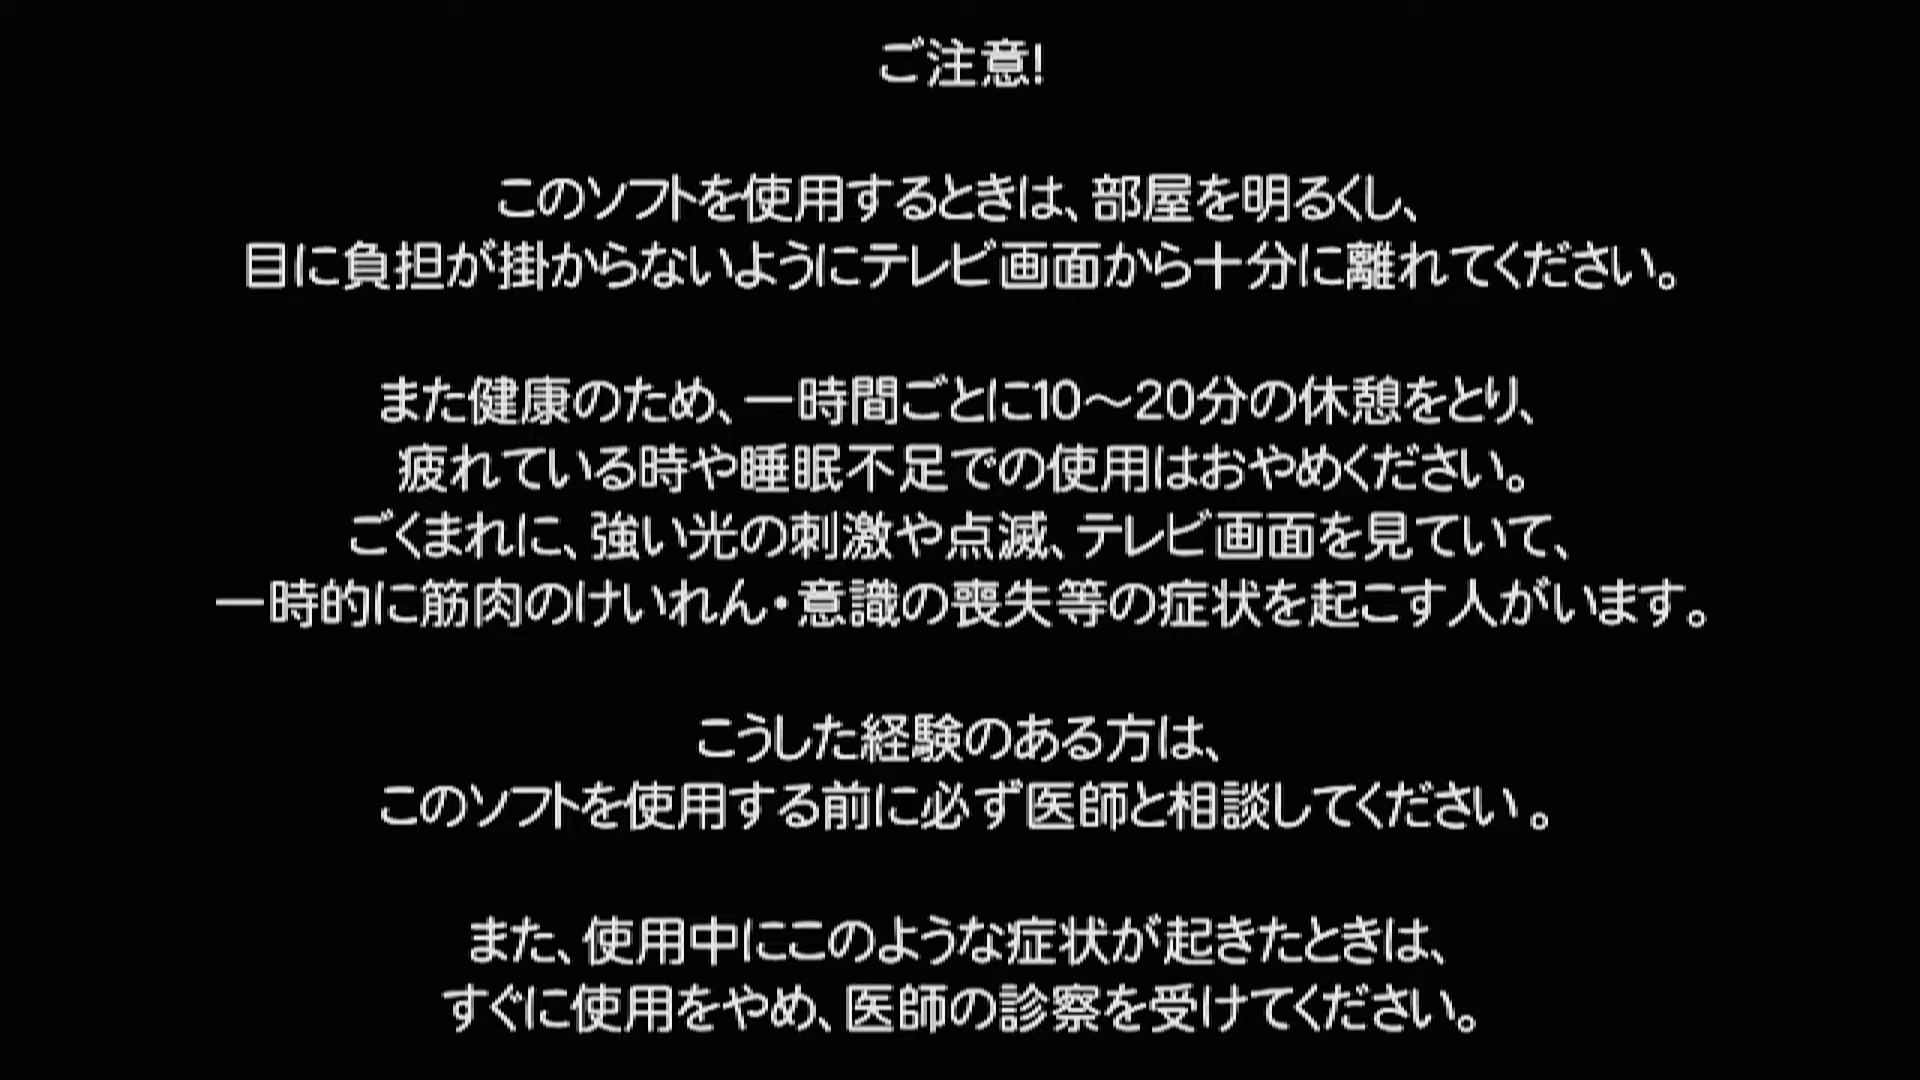 ご注意!
このソフトを使用するときは、部屋を明るくし、
目に負担が掛からないようにテレビ画面から十分に離れてください。
また健康のため、一時間ごとに10〜20分の休憩をとり、
疲れている時や睡眠不足での使用はおやめください。
ごくまれに、強い光の刺激や点滅、テレビ画面を見ていて、
一時的に筋肉のけいれん・意識の喪失等の症状を起こす人がいます。
こうした経験のある方は、
このソフトを使用する前に必ず医師と相談してください。
また、使用中にこのような症状が起きたときは、
すぐに使用をやめ、医師の診察を受けてください。